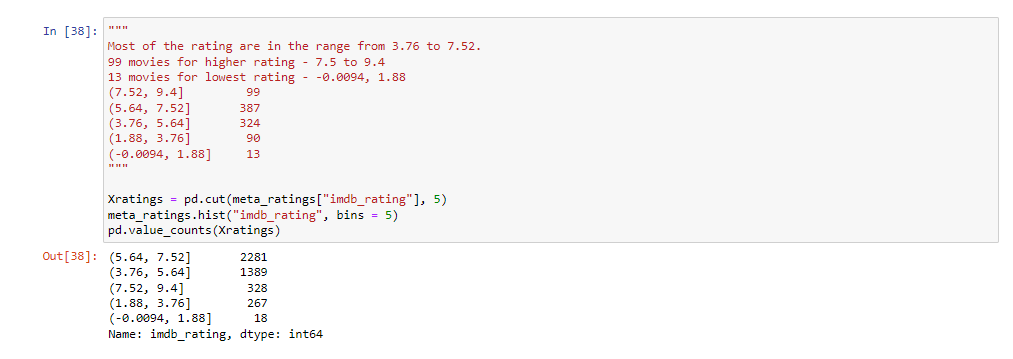 In [38]: """
Most of the rating are in the range from 3.76 to 7.52.
99 movies for higher rating - 7.5 to 9.4
13 movies for lowest rating - -0.0094, 1.88
(7.52, 9.4]         99
(5.64, 7.52]       387
(3.76, 5.64]       324
(1.88, 3.76]        90
(-0.0094, 1.88]     13
"""
Xratings = pd.cut(meta_ratings["imdb_rating"], 5)
meta_ratings.hist("imdb_rating", bins = 5)
pd.value_counts(Xratings)
Out[38]: (5.64, 7.52]       2281
(3.76, 5.64]       1389
(7.52, 9.4]         328
(1.88, 3.76]        267
(-0.0094, 1.88]      18
Name: imdb_rating, dtype: int64